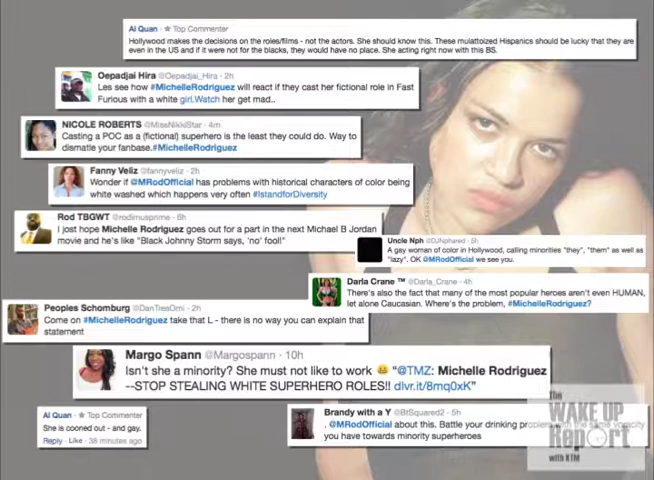 Al Quan · ★ Top Commenter
Hollywood makes the decisions on the roles/films - not the actors. She should know this. These mulattoized Hispanics should be lucky that they are
even in the US and if it were not for the blacks, they would have no place. She acting right now with this BS.
Oepadjai Hira @Oepadjai_Hira · 2h
Les see how #MichelleRodriguez will react if they cast her fictional role in Fast
Furious with a white girl.Watch her get mad..
NICOLE ROBERTS @MissNikkiStar · 4m
Casting a POC as a (fictional) superhero is the least they could do. Way to
dismatle your fanbase.#MichelleRodriguez
Fanny Veliz @fannyveliz · 2h
Wonder if @MRodOfficial has problems with historical characters of color being
white washed which happens very often #IstandforDiversity
Rod TBGWT @rodimusprime · 6h
I just hope Michelle Rodriguez goes out for a part in the next Michael B Jordan
movie and he's like "Black Johnny Storm says, 'no' fool!"
Uncle Nph @DJNphared · 5h
A gay woman of color in Hollywood, calling minorities "they", "them" as well as
"lazy". OK @MRodOfficial we see you.
Darla Crane ™ @Darla_Crane · 4h
There's also the fact that many of the most popular heroes aren't even HUMAN,
let alone Caucasian. Where's the problem, #MichelleRodriguez?
Peoples Schomburg @DanTresOmi · 2h
Come on #MichelleRodriguez take that L - there is no way you can explain that
statement
Margo Spann @Margospann · 10h
Isn't she a minority? She must not like to work 😀 "@TMZ: Michelle Rodriguez
--STOP STEALING WHITE SUPERHERO ROLES!! dlvr.it/8mq0xK"
Al Quan · ★ Top Commenter
She is cooned out - and gay.
Reply · Like · 38 minutes ago
Brandy with a Y @BtSquared2 · 5h
. @MRodOfficial about this. Battle your drinking problem with the same voracity
you have towards minority superheroes
The
WAKE UP
Report
with KTM